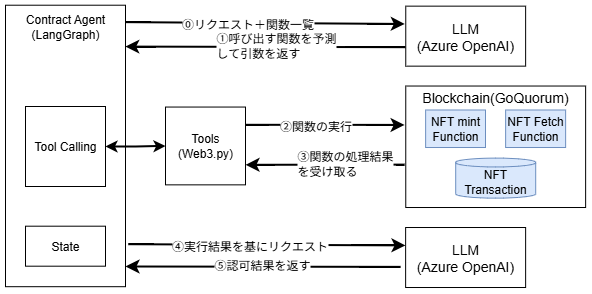 Contract Agent
(LangGraph)
⓪リクエスト＋関数一覧
①呼び出す関数を予測
して引数を返す
LLM
(Azure OpenAI)
Tool Calling
Tools
(Web3.py)
②関数の実行
③関数の処理結果
を受け取る
Blockchain(GoQuorum)
NFT mint
Function
NFT Fetch
Function
NFT
Transaction
State
④実行結果を基にリクエスト
⑤認可結果を返す
LLM
(Azure OpenAI)